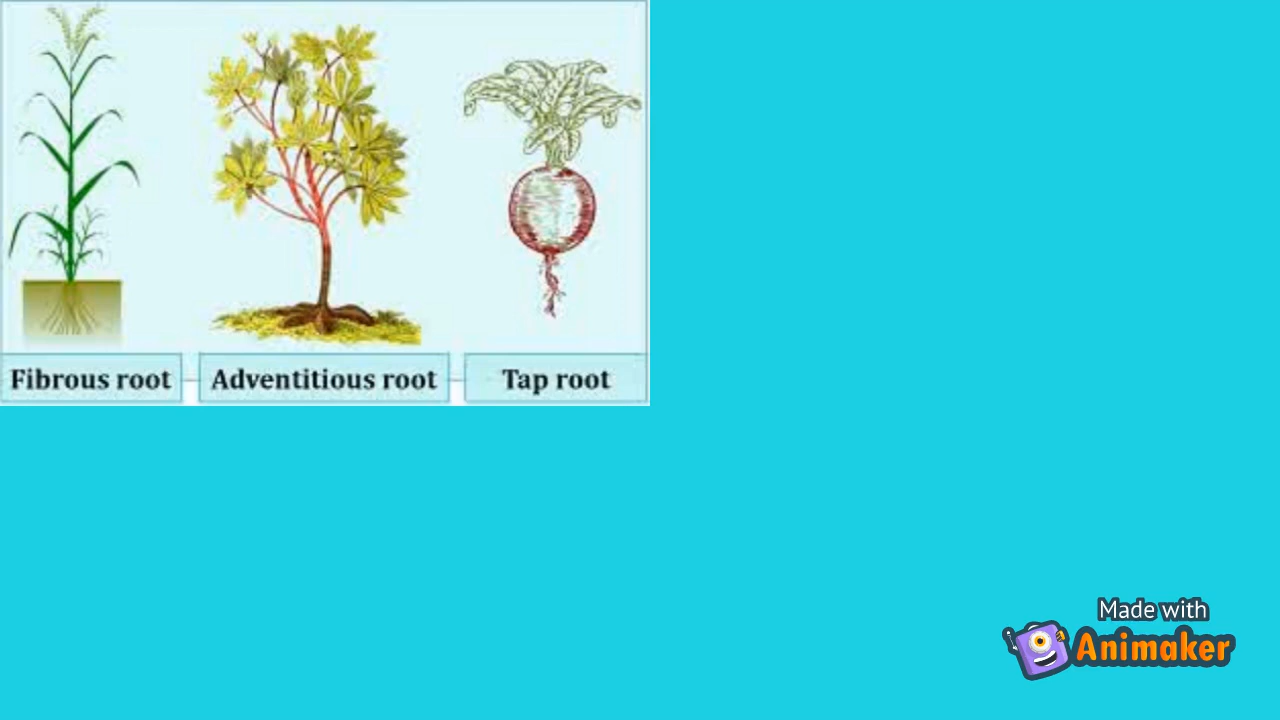 Fibrous root
Adventitious root
Tap root
Made with
Animaker